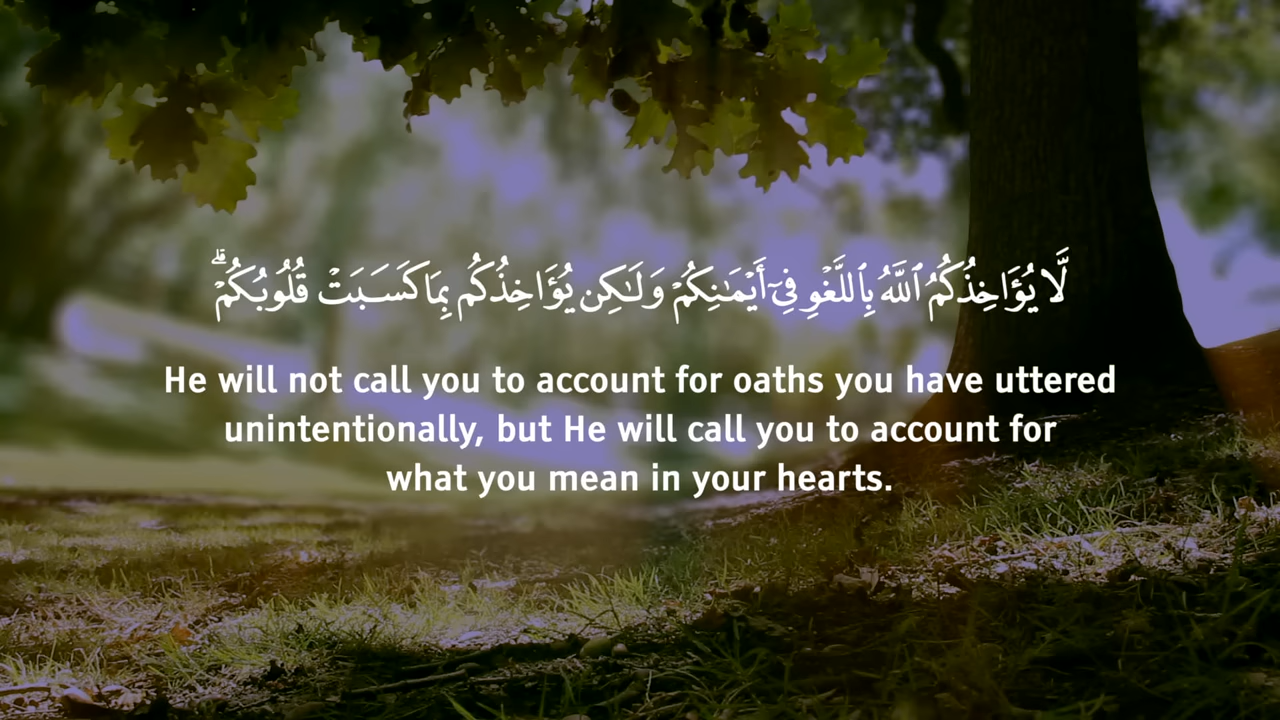 لَّا يُؤَاخِذُكُمُ ٱللَّهُ بِٱللَّغْوِ فِىٓ أَيْمَـٰنِكُمْ وَلَـٰكِن يُؤَاخِذُكُم بِمَا كَسَبَتْ قُلُوبُكُمْ ۗ
He will not call you to account for oaths you have uttered
unintentionally, but He will call you to account for
what you mean in your hearts.